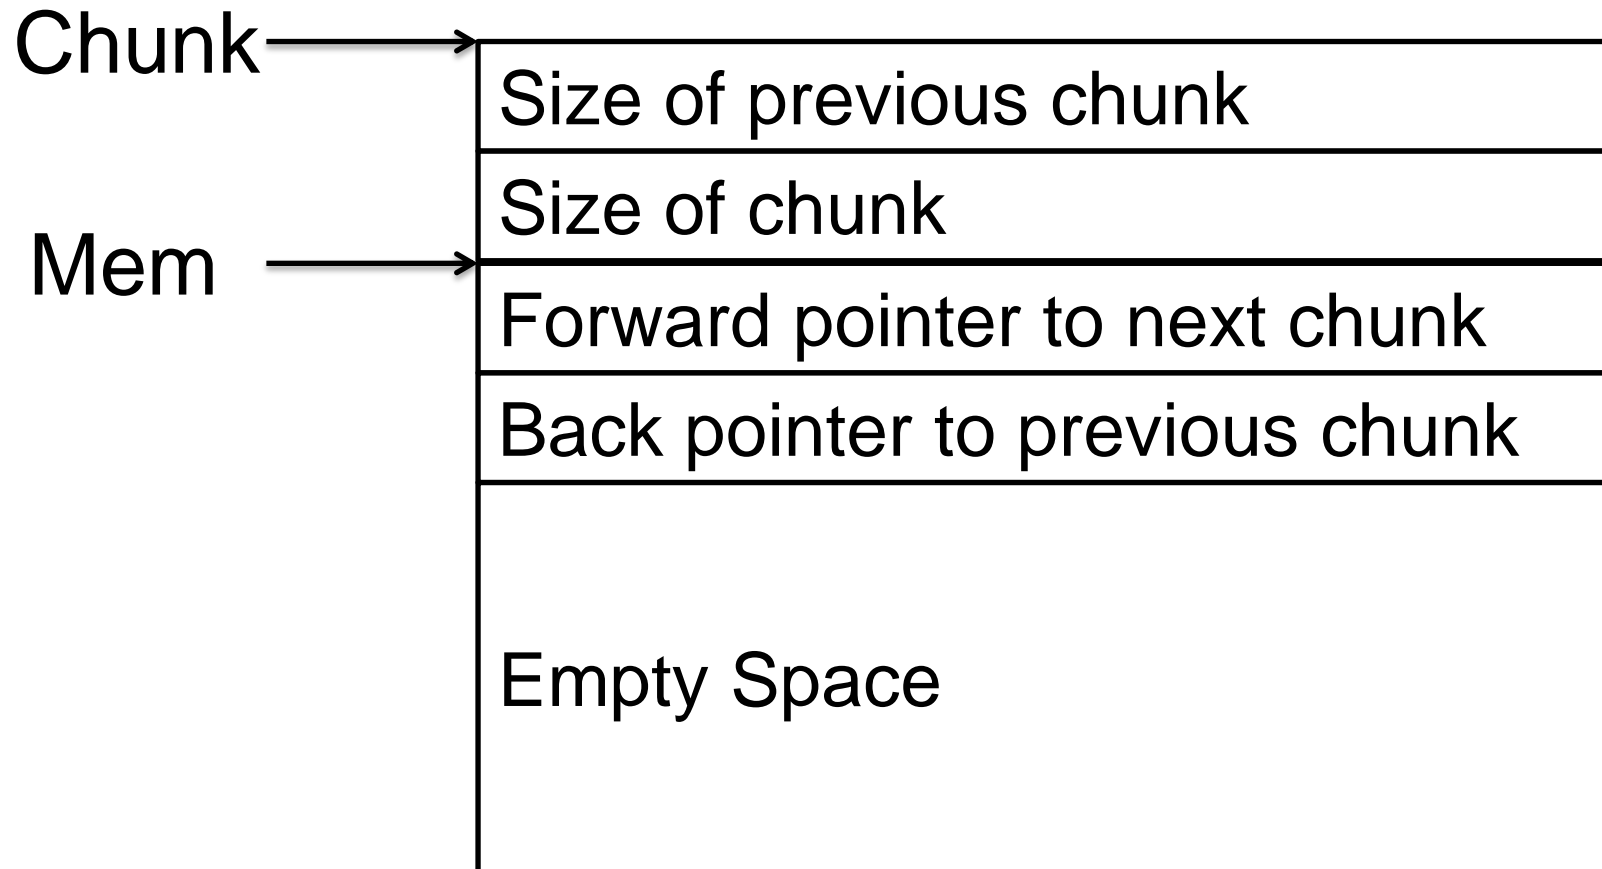 Chunk
Size of previous chunk
Size of chunk
Mem
Forward pointer to next chunk
Back pointer to previous chunk
Empty Space